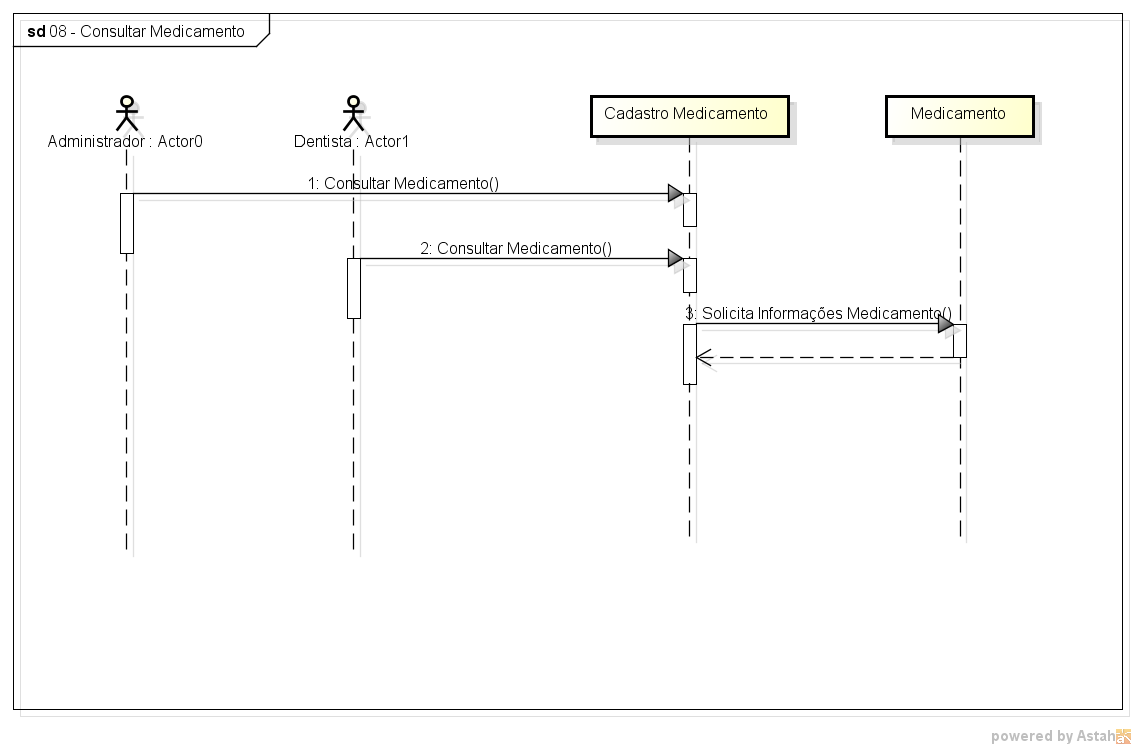 sd 08 - Consultar Medicamento
Administrador : Actor0
Dentista : Actor1
Cadastro Medicamento
Medicamento
1: Consultar Medicamento()
2: Consultar Medicamento()
3: Solicita Informações Medicamento()
powered by Astah